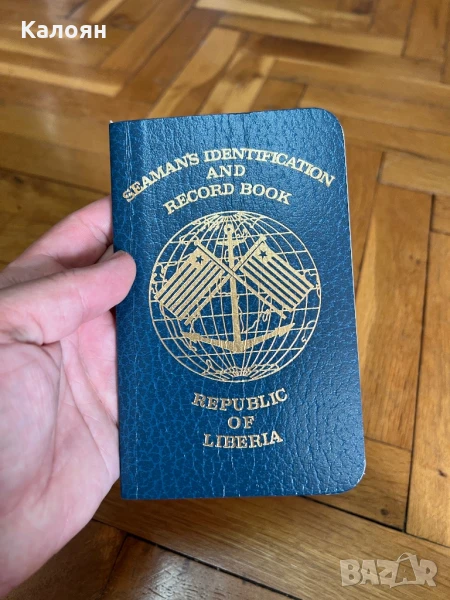 Калоян
SEAMAN'S IDENTIFICATION
AND
RECORD BOOK
REPUBLIC
OF
LIBERIA
BAZAR